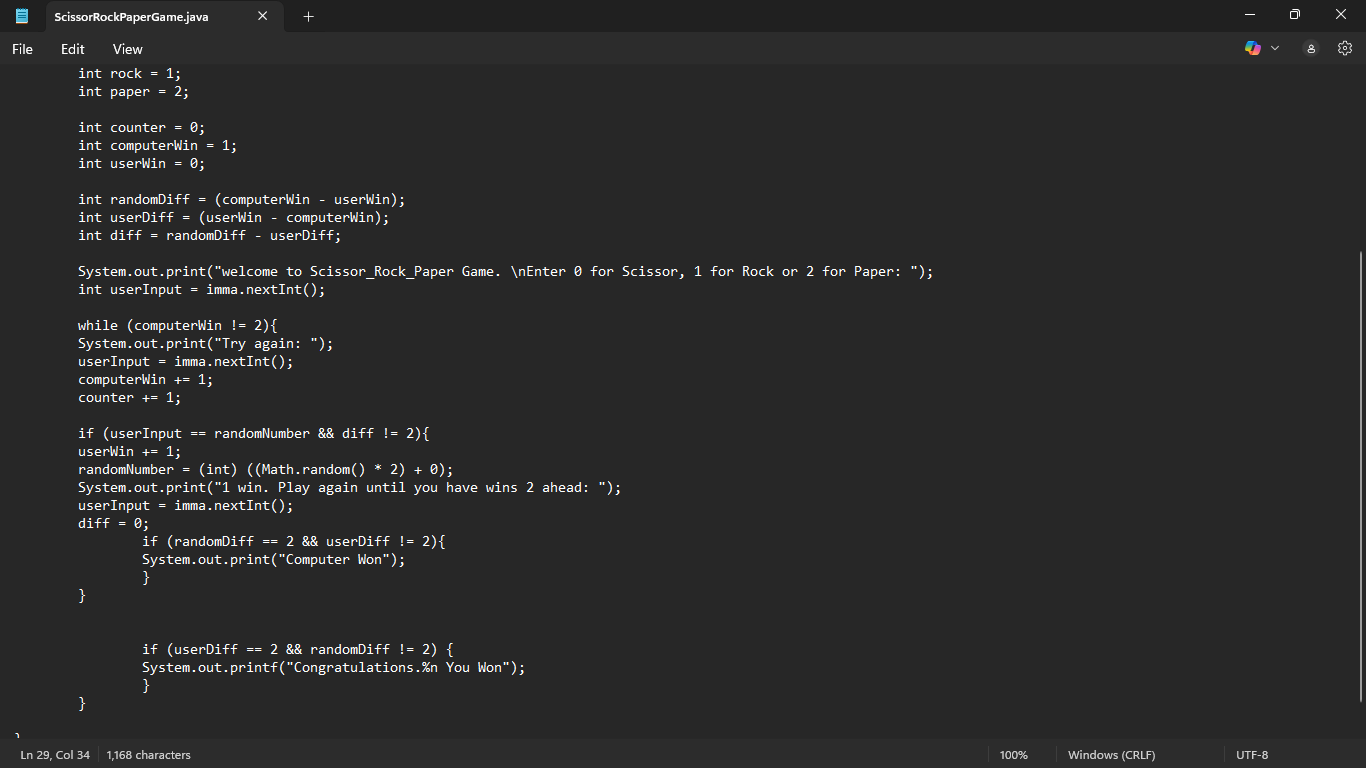 ScissorRockPaperGame.java
File Edit View
int rock = 1;
int paper = 2;
int counter = 0;
int computerWin = 1;
int userWin = 0;
int randomDiff = (computerWin - userWin);
int userDiff = (userWin - computerWin);
int diff = randomDiff - userDiff;
System.out.print("welcome to Scissor_Rock_Paper Game. \nEnter 0 for Scissor, 1 for Rock or 2 for Paper: ");
int userInput = imma.nextInt();
while (computerWin != 2){
System.out.print("Try again: ");
userInput = imma.nextInt();
computerWin += 1;
counter += 1;
if (userInput == randomNumber && diff != 2){
userWin += 1;
randomNumber = (int) ((Math.random() * 2) + 0);
System.out.print("1 win. Play again until you have wins 2 ahead: ");
userInput = imma.nextInt();
diff = 0;
if (randomDiff == 2 && userDiff != 2){
System.out.print("Computer Won");
}
}
if (userDiff == 2 && randomDiff != 2) {
System.out.printf("Congratulations.%n You Won");
}
}
}
Ln 29, Col 34 1,168 characters 100% Windows (CRLF) UTF-8